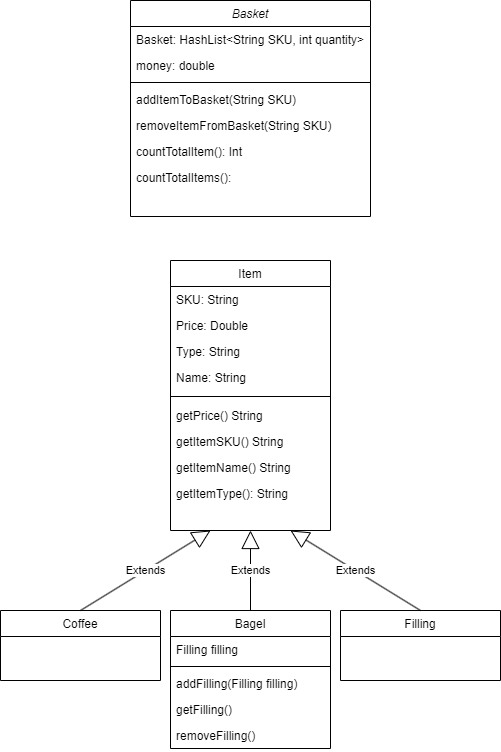 Basket
Basket: HashList<String SKU, int quantity>
money: double
addItemToBasket(String SKU)
removeItemFromBasket(String SKU)
countTotalItem(): Int
countTotalItems():
Item
SKU: String
Price: Double
Type: String
Name: String
getPrice() String
getItemSKU() String
getItemName() String
getItemType(): String
Extends
Extends
Extends
Coffee
Bagel
Filling filling
addFilling(Filling filling)
getFilling()
removeFilling()
Filling